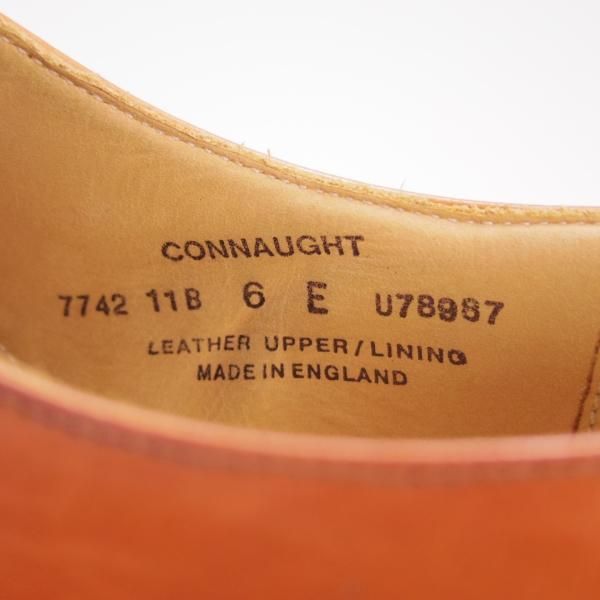 CONNAUGHT
7742 11B 6 E U78987
LEATHER UPPER/LINING
MADE IN ENGLAND